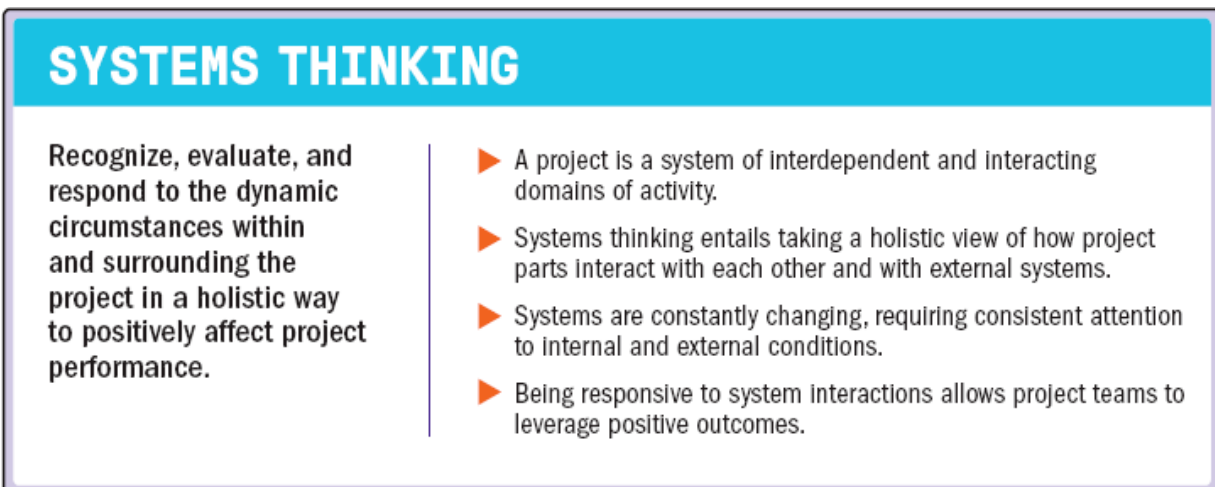 SYSTEMS THINKING
Recognize, evaluate, and
respond to the dynamic
circumstances within
and surrounding the
project in a holistic way
to positively affect project
performance.
A project is a system of interdependent and interacting
domains of activity.
Systems thinking entails taking a holistic view of how project
parts interact with each other and with external systems.
Systems are constantly changing, requiring consistent attention
to internal and external conditions.
Being responsive to system interactions allows project teams to
leverage positive outcomes.